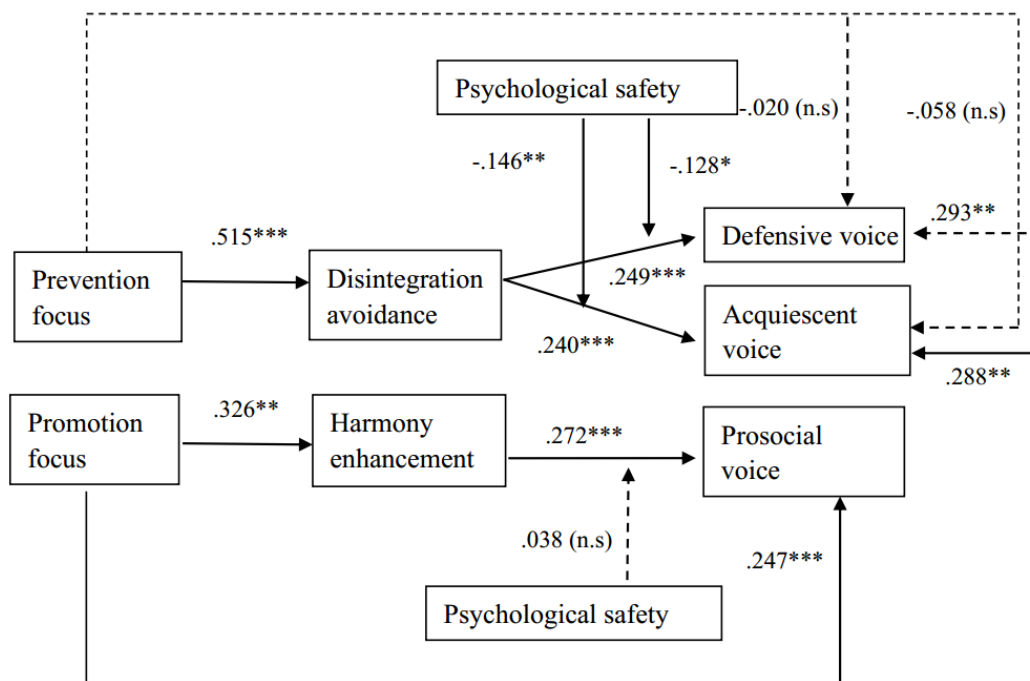 Psychological safety
-.020 (n.s)
-.058 (n.s)
-.146**
-.128*
.293**
.515***
Defensive voice
Prevention
focus
Disintegration
avoidance
.249***
Acquiescent
voice
.240***
.288**
Promotion
focus
.326**
Harmony
enhancement
.272***
Prosocial
voice
.038 (n.s)
.247***
Psychological safety